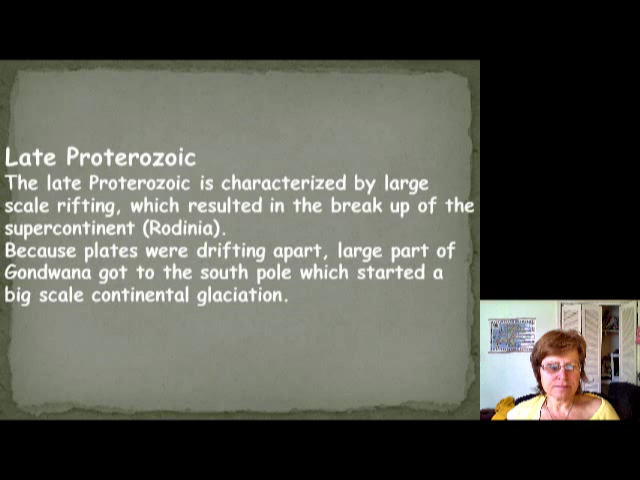 Late Proterozoic
The late Proterozoic is characterized by large
scale rifting, which resulted in the break up of the
supercontinent (Rodinia).
Because plates were drifting apart, large part of
Gondwana got to the south pole which started a
big scale continental glaciation.